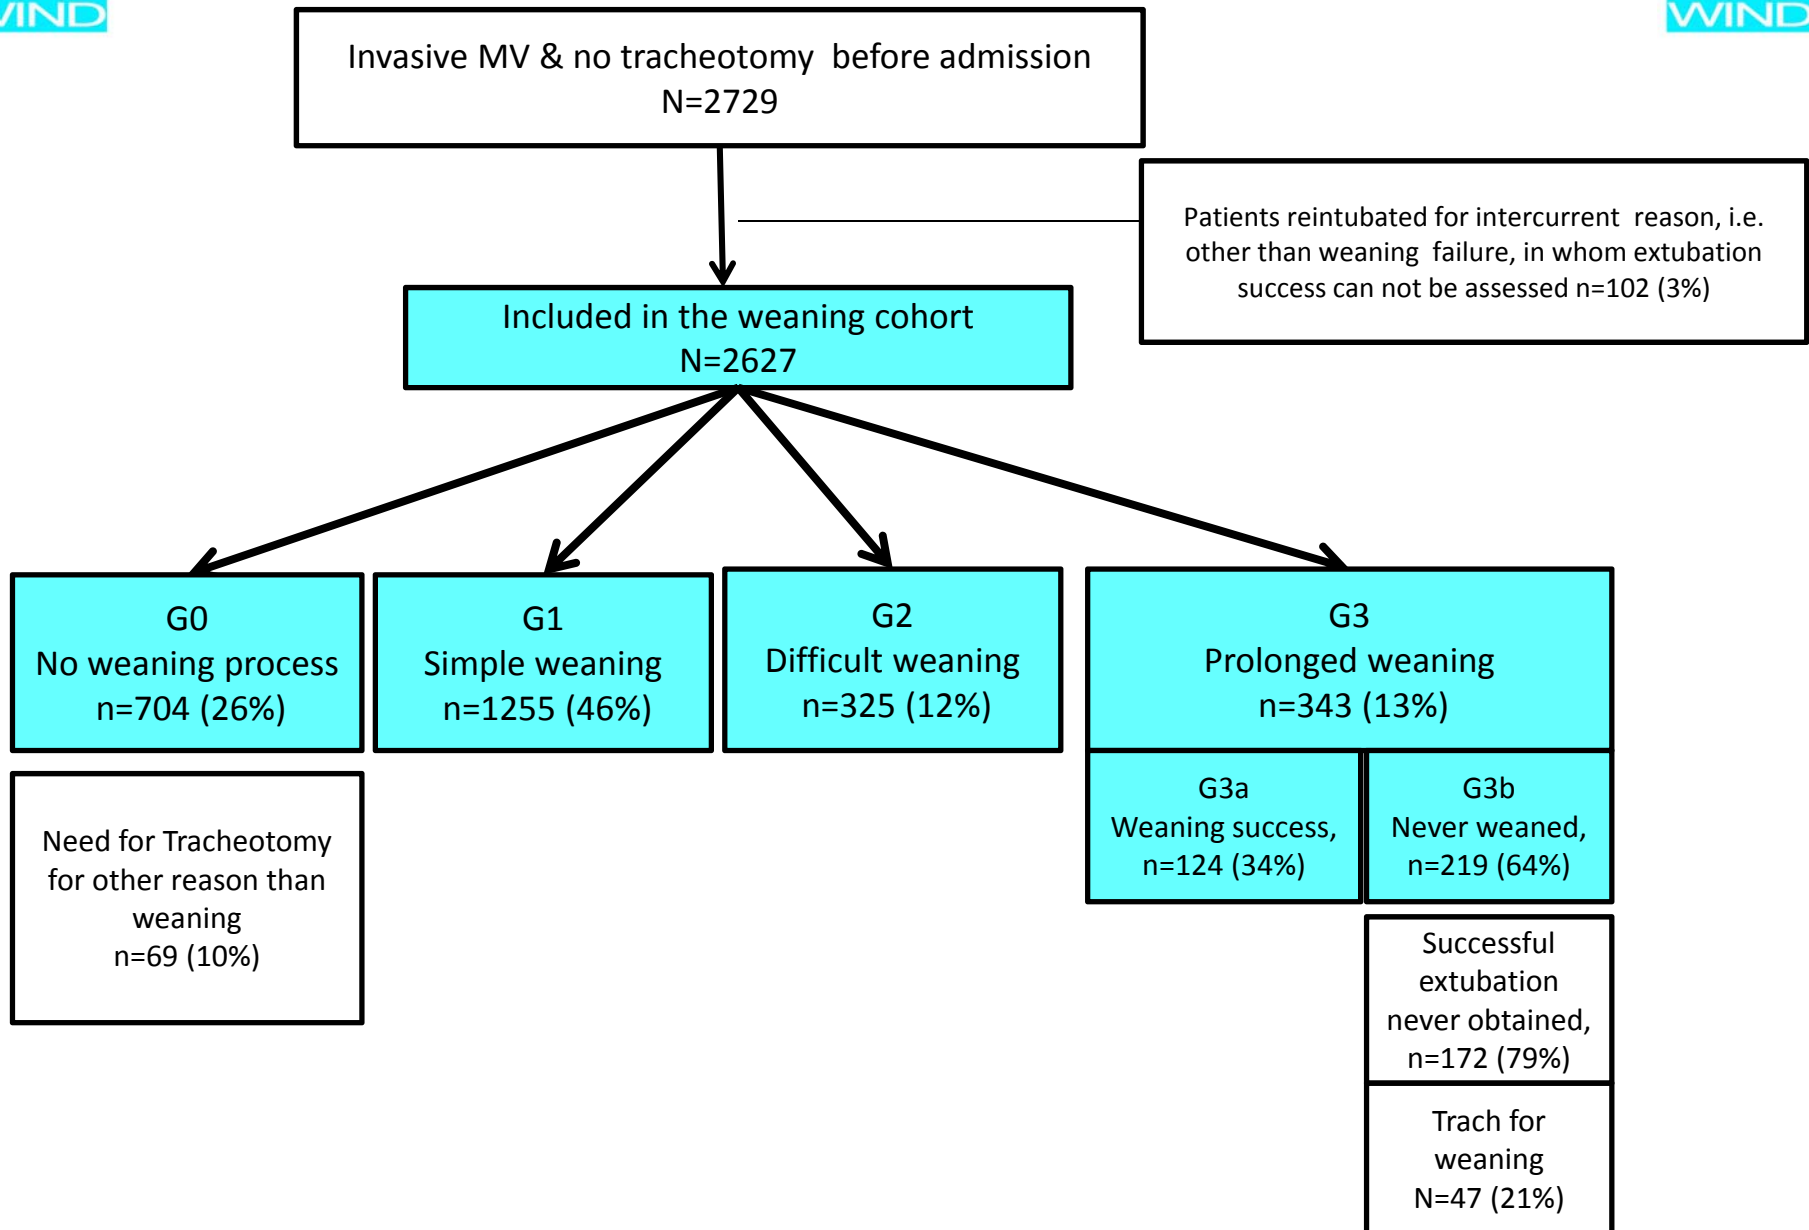 WIND
WIND
Invasive MV & no tracheotomy before admission
N=2729
Patients reintubated for intercurrent reason, i.e.
other than weaning failure, in whom extubation
success can not be assessed n=102 (3%)
Included in the weaning cohort
N=2627
G0
No weaning process
n=704 (26%)
G1
Simple weaning
n=1255 (46%)
G2
Difficult weaning
n=325 (12%)
G3
Prolonged weaning
n=343 (13%)
G3a
Weaning success,
n=124 (34%)
G3b
Never weaned,
n=219 (64%)
Need for Tracheotomy
for other reason than
weaning
n=69 (10%)
Successful
extubation
never obtained,
n=172 (79%)
Trach for
weaning
N=47 (21%)